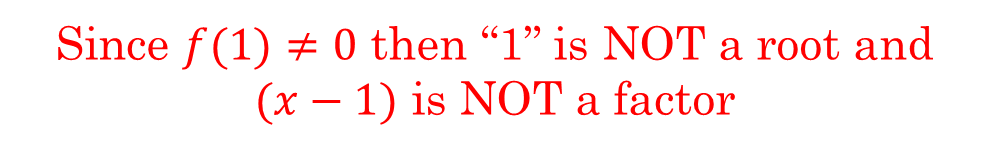 Since 𝑓(1) ≠ 0 then “1” is NOT a root and
(𝑥 − 1) is NOT a factor